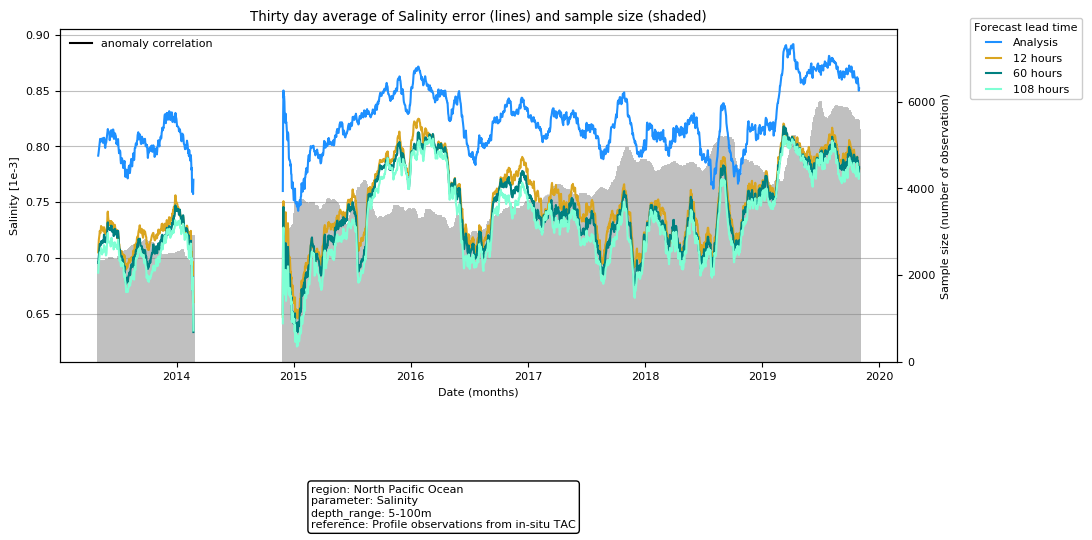 Thirty day average of Salinity error (lines) and sample size (shaded)
Forecast lead time
Analysis
12 hours
60 hours
108 hours
anomaly correlation
0.90
0.85
0.80
0.75
0.70
0.65
Salinity [1e-3]
6000
4000
2000
0
Sample size (number of observation)
2014 2015 2016 2017 2018 2019 2020
Date (months)
region: North Pacific Ocean
parameter: Salinity
depth_range: 5-100m
reference: Profile observations from in-situ TAC